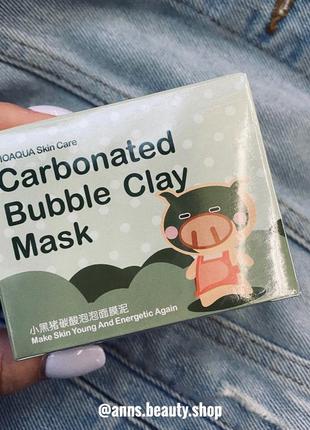 IOAQUA Skin Care
Carbonated
Bubble Clay
Mask
小黑猪碳酸泡泡面膜泥
Make Skin Young And Energetic Again
@anns.beauty.shop